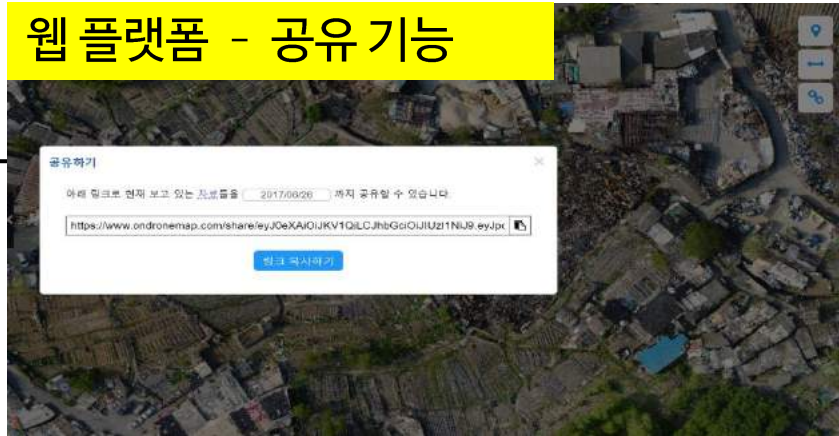 웹 플랫폼 - 공유 기능
공유하기
아래 링크로 현재 보고 있는 자료들을 2017/06/26 까지 공유할 수 있습니다.
https://www.ondronemap.com/share/eyJ0eXAiOiJKV1QiLCJhbGciOiJIUzI1NiJ9.eyJpc
링크 복사하기